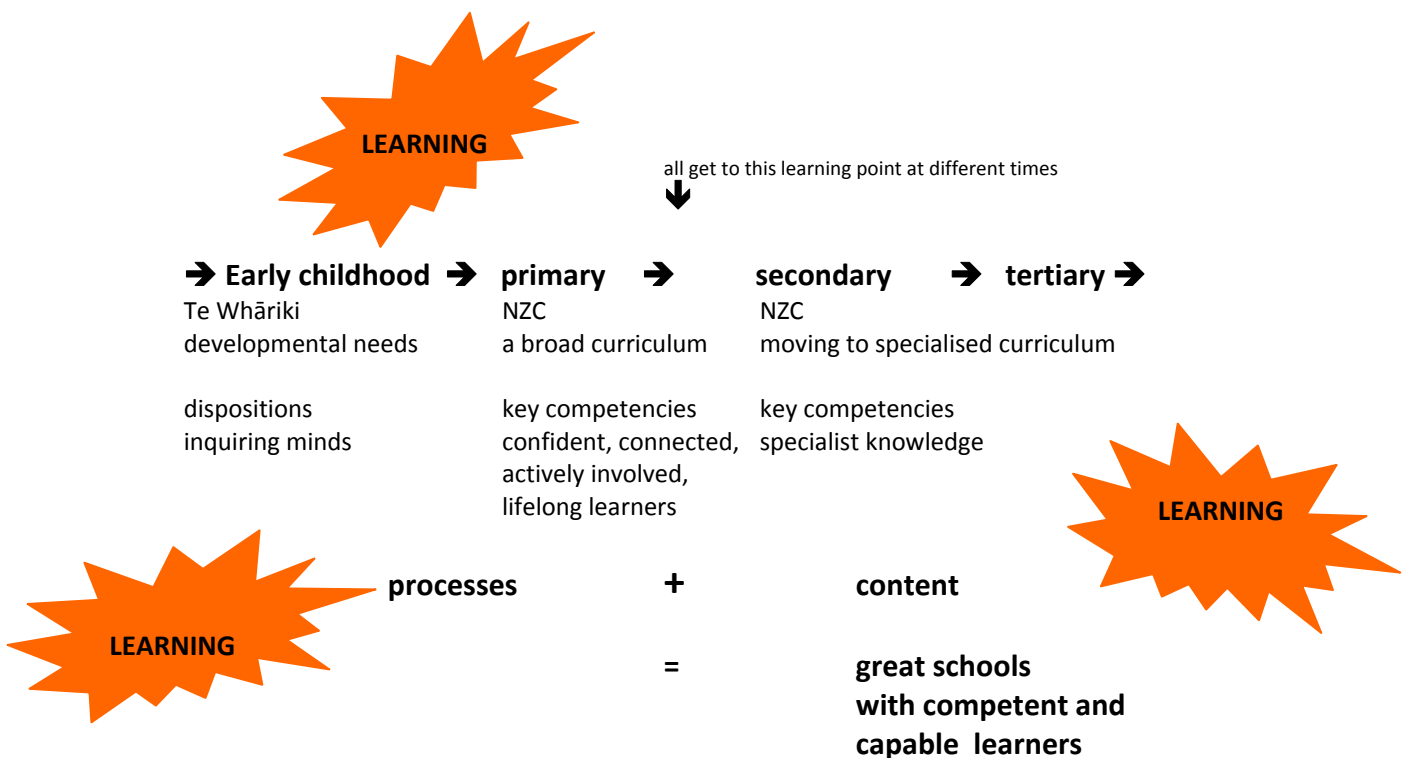 LEARNING
all get to this learning point at different times
🡻
➔ Early childhood ➔ primary ➔ secondary ➔ tertiary ➔
Te Whāriki NZC NZC
developmental needs a broad curriculum moving to specialised curriculum
dispositions key competencies key competencies
inquiring minds confident, connected, specialist knowledge
actively involved,
lifelong learners
LEARNING
processes + content
LEARNING
= great schools
with competent and
capable learners